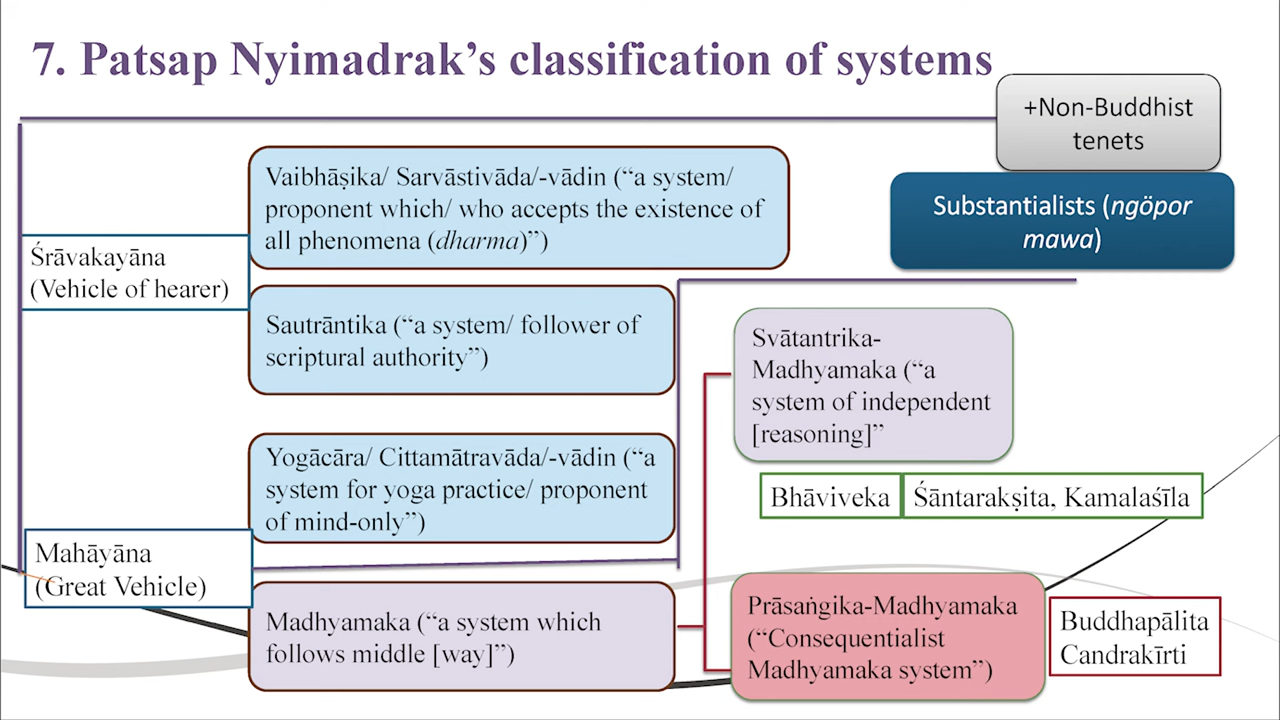 7. Patsap Nyimadrak’s classification of systems
+Non-Buddhist
tenets
Substantialists (ngöpor
mawa)
Śrāvakayāna
(Vehicle of hearer)
Vaibhāṣika/ Sarvāstivāda/-vādin (“a system/
proponent which/ who accepts the existence of
all phenomena (dharma)”)
Sautrāntika (“a system/ follower of
scriptural authority”)
Mahāyāna
(Great Vehicle)
Yogācāra/ Cittamātravāda/-vādin (“a
system for yoga practice/ proponent
of mind-only”)
Madhyamaka (“a system which
follows middle [way]”)
Svātantrika-
Madhyamaka (“a
system of independent
[reasoning]”
Bhāviveka
Śāntarakṣita, Kamalaśīla
Prāsaṅgika-Madhyamaka
(“Consequentialist
Madhyamaka system”)
Buddhapālita
Candrakīrti